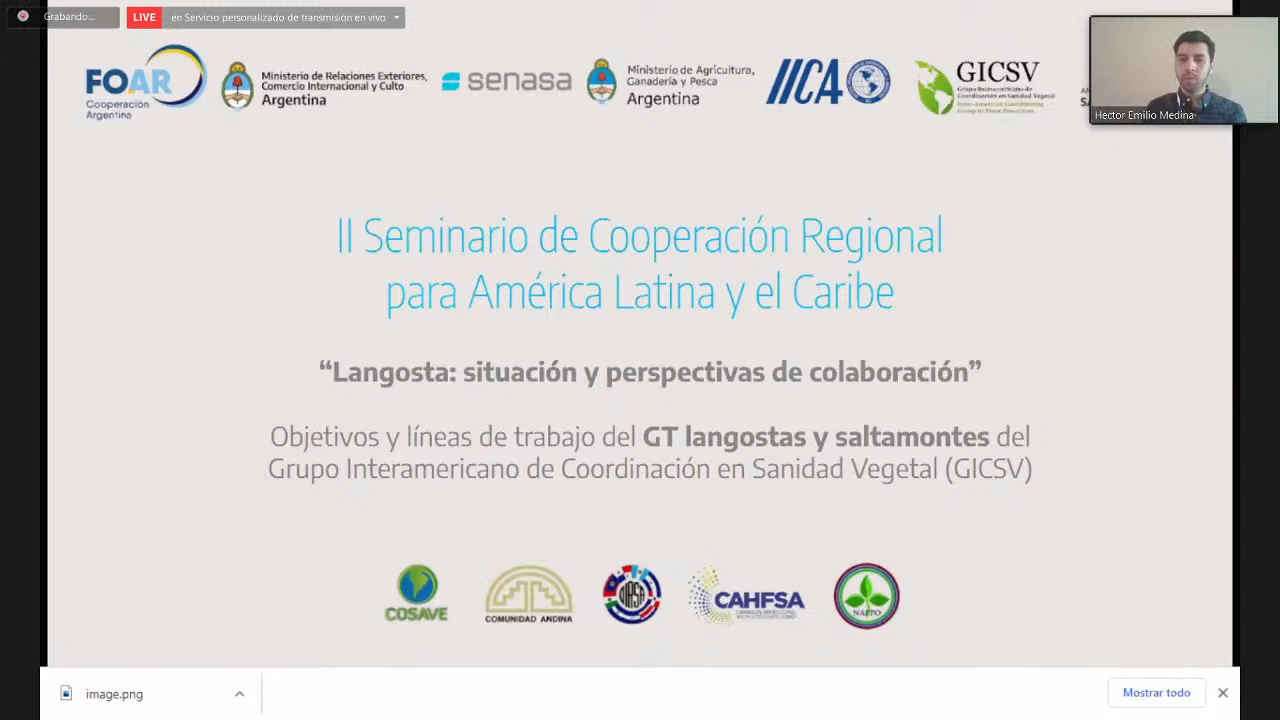 Grabando...
LIVE
en Servicio personalizado de transmisión en vivo
FOAR
Cooperación
Argentina
Ministerio de Relaciones Exteriores,
Comercio Internacional y Culto
Argentina
senasa
Ministerio de Agricultura,
Ganadería y Pesca
Argentina
IICA
GICSV
Grupo Interamericano de
Coordinación en Sanidad Vegetal
Inter-American Coordinating
Group in Plant Protection
Hector Emilio Medina
II Seminario de Cooperación Regional
para América Latina y el Caribe
“Langosta: situación y perspectivas de colaboración”
Objetivos y líneas de trabajo del GT langostas y saltamontes del
Grupo Interamericano de Coordinación en Sanidad Vegetal (GICSV)
COSAVE
COMUNIDAD ANDINA
OIRSA
CAHFSA
NAPPO
image.png
Mostrar todo